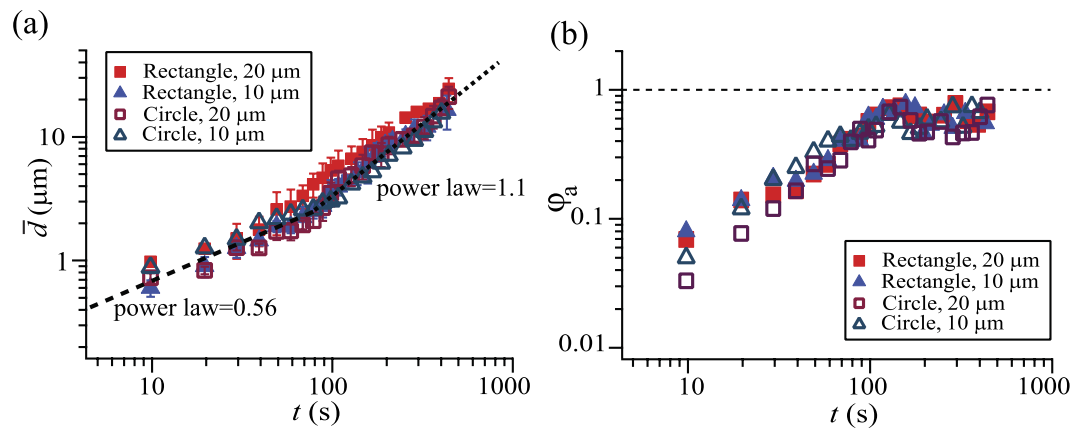 (a)
Rectangle, 20 μm
Rectangle, 10 μm
Circle, 20 μm
Circle, 10 μm
10
1
d̅ (μm)
power law=1.1
power law=0.56
10
100
1000
t (s)
(b)
1
0.1
0.01
φa
Rectangle, 20 μm
Rectangle, 10 μm
Circle, 20 μm
Circle, 10 μm
10
100
1000
t (s)